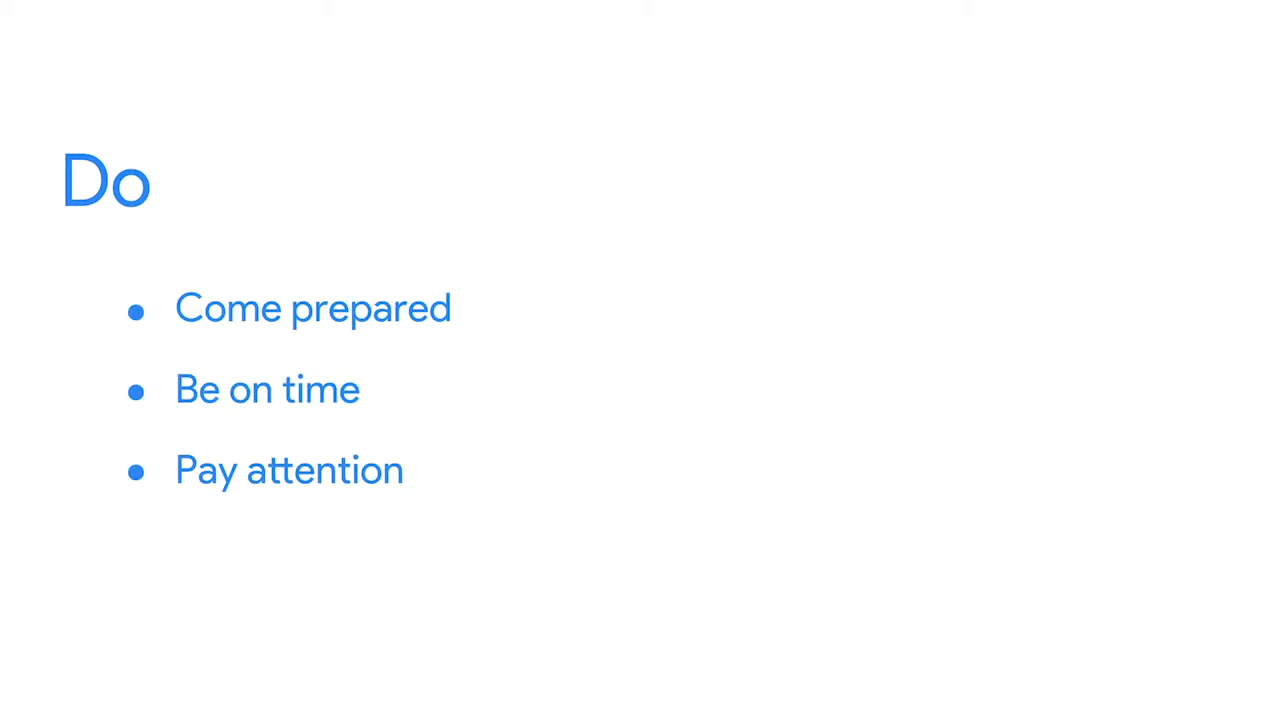 Do
• Come prepared
• Be on time
• Pay attention